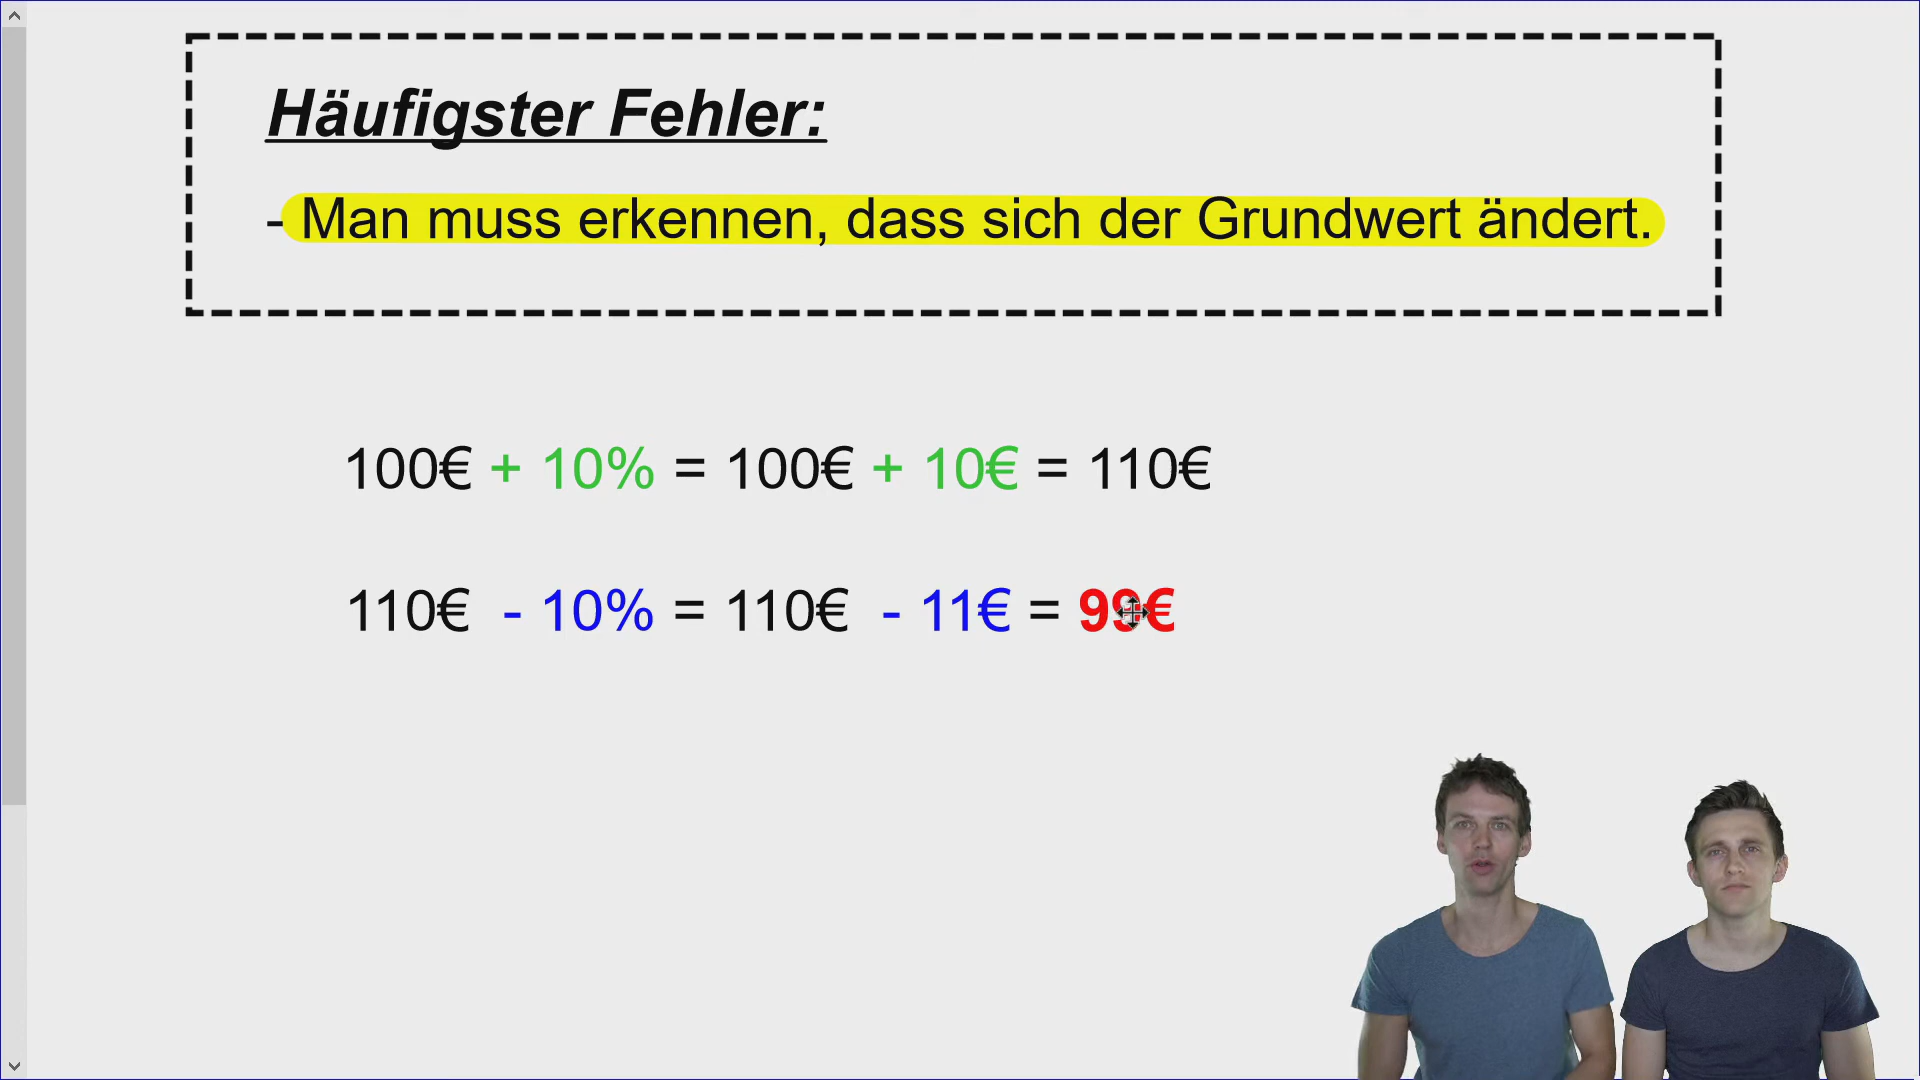 Häufigster Fehler:
- Man muss erkennen, dass sich der Grundwert ändert.
100€ + 10% = 100€ + 10€ = 110€
110€ - 10% = 110€ - 11€ = 99€